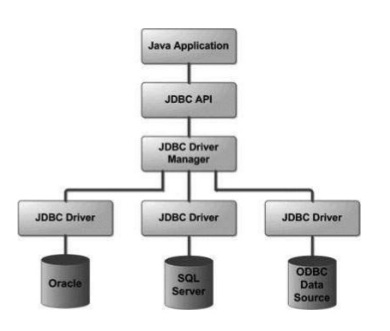 Java Application
JDBC API
JDBC Driver
Manager
JDBC Driver
JDBC Driver
JDBC Driver
Oracle
SQL
Server
ODBC
Data
Source